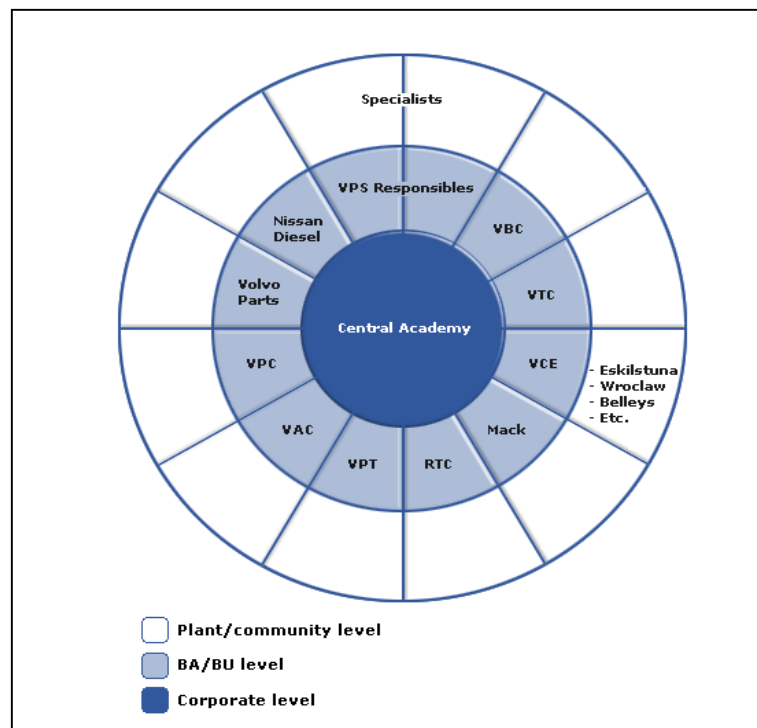 Specialists
VPS Responsibles
Nissan
Diesel
VBC
Volvo
Parts
VTC
Central Academy
VPC
VCE
- Eskilstuna
- Wroclaw
- Belleys
- Etc.
VAC
Mack
VPT
RTC
Plant/community level
BA/BU level
Corporate level